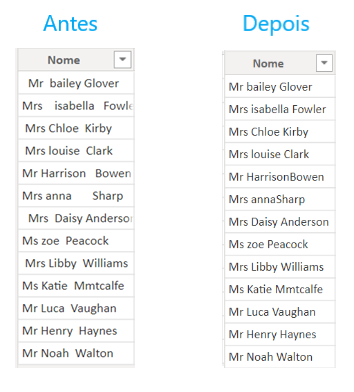 Antes
Nome
Mr bailey Glover
Mrs isabella Fowle
Mrs Chloe Kirby
Mrs louise Clark
Mr Harrison Bowen
Mrs anna Sharp
Mrs Daisy Anderso
Ms zoe Peacock
Mrs Libby Williams
Ms Katie Mmtcalfe
Mr Luca Vaughan
Mr Henry Haynes
Mr Noah Walton
Depois
Nome
Mr bailey Glover
Mrs isabella Fowler
Mrs Chloe Kirby
Mrs louise Clark
Mr HarrisonBowen
Mrs annaSharp
Mrs Daisy Anderson
Ms zoe Peacock
Mrs Libby Williams
Ms Katie Mmtcalfe
Mr Luca Vaughan
Mr Henry Haynes
Mr Noah Walton